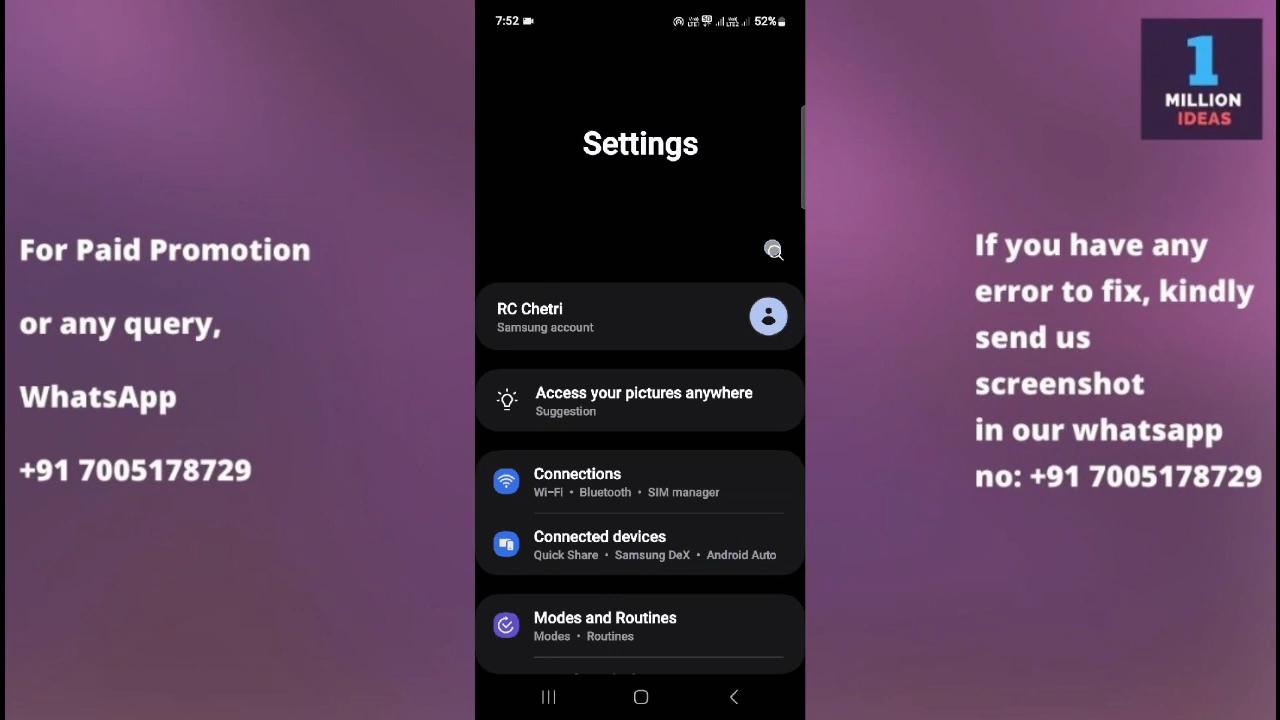 For Paid Promotion
or any query,
WhatsApp
+91 7005178729
7:52
52%
Settings
RC Chetri
Samsung account
Access your pictures anywhere
Suggestion
Connections
Wi-Fi • Bluetooth • SIM manager
Connected devices
Quick Share • Samsung DeX • Android Auto
Modes and Routines
Modes • Routines
1
MILLION
IDEAS
If you have any
error to fix, kindly
send us
screenshot
in our whatsapp
no: +91 7005178729